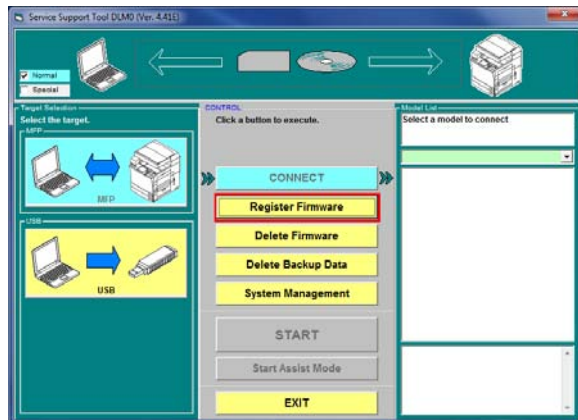 Service Support Tool DLM0 (Ver. 4.41E)
Normal
Special
Target Selection
Select the target.
MFP
MFP
USB
USB
CONTROL
Click a button to execute.
CONNECT
Register Firmware
Delete Firmware
Delete Backup Data
System Management
START
Start Assist Mode
EXIT
Model List
Select a model to connect